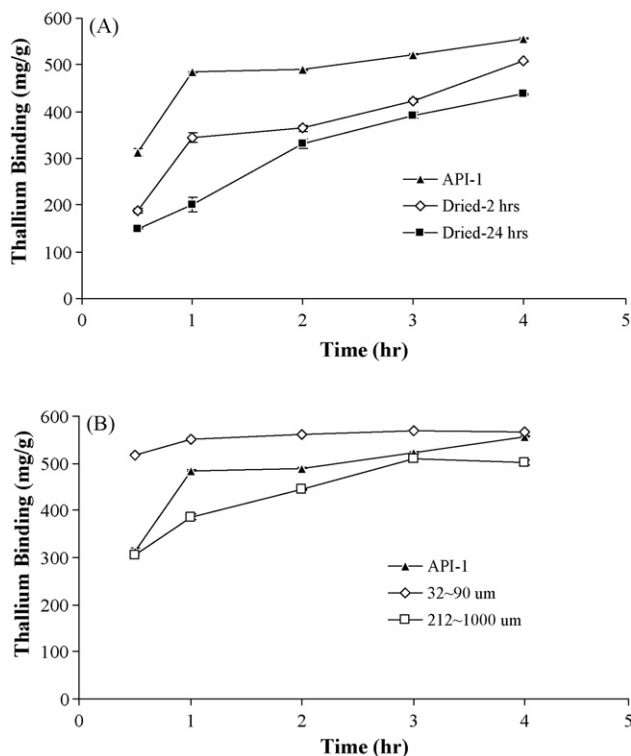 (A)
600
500
400
300
200
100
0
Thallium Binding (mg/g)
API-1
Dried-2 hrs
Dried-24 hrs
0 1 2 3 4 5
Time (hr)
(B)
600
500
400
300
200
100
0
Thallium Binding (mg/g)
API-1
32~90 um
212~1000 um
0 1 2 3 4 5
Time (hr)